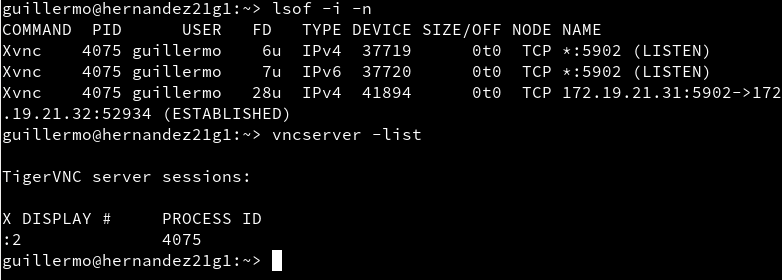 guillermo@hernandez21g1:~> lsof -i -n
COMMAND  PID      USER   FD   TYPE DEVICE SIZE/OFF NODE NAME
Xvnc    4075 guillermo    6u  IPv4  37719      0t0  TCP *:5902 (LISTEN)
Xvnc    4075 guillermo    7u  IPv6  37720      0t0  TCP *:5902 (LISTEN)
Xvnc    4075 guillermo   28u  IPv4  41894      0t0  TCP 172.19.21.31:5902->172
.19.21.32:52934 (ESTABLISHED)
guillermo@hernandez21g1:~> vncserver -list
TigerVNC server sessions:
X DISPLAY #     PROCESS ID
:2              4075
guillermo@hernandez21g1:~>